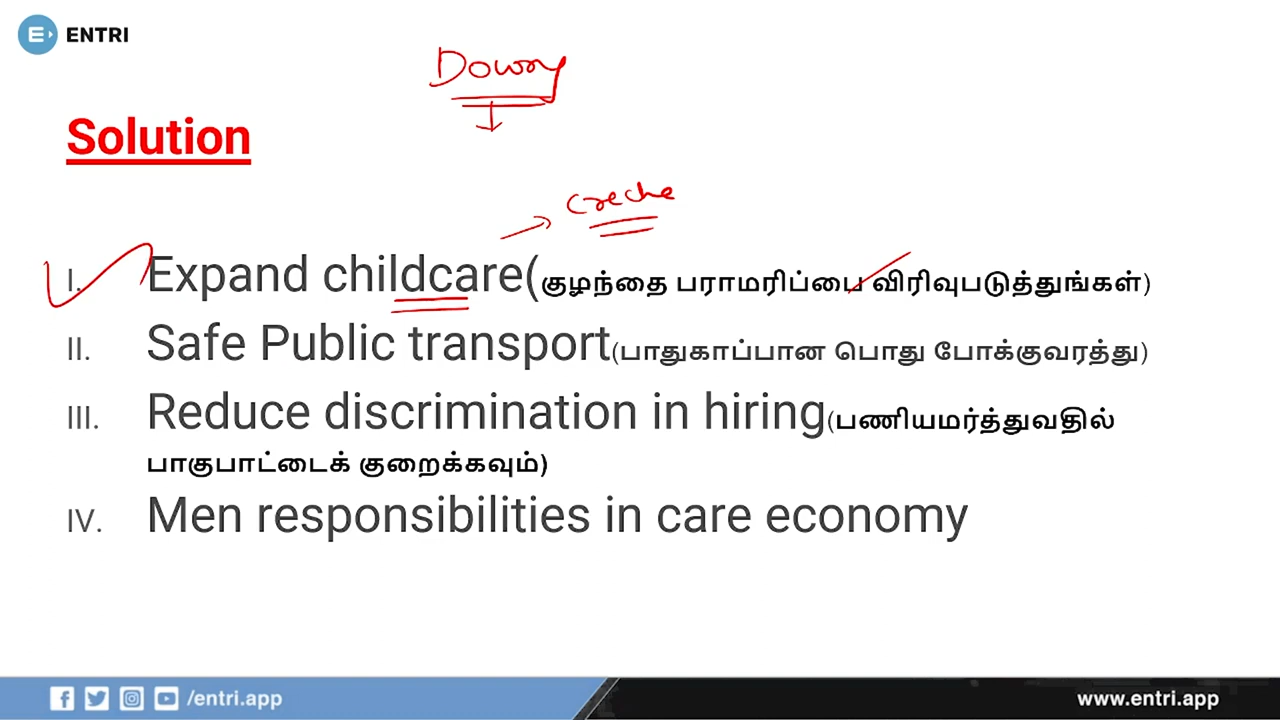 ENTRI
Dowry
Solution
creche
I. Expand childcare(குழந்தை பராமரிப்பை விரிவுபடுத்துங்கள்)
II. Safe Public transport(பாதுகாப்பான பொது போக்குவரத்து)
III. Reduce discrimination in hiring(பணியமர்த்துவதில்
பாகுபாட்டைக் குறைக்கவும்)
IV. Men responsibilities in care economy
/entri.app
www.entri.app